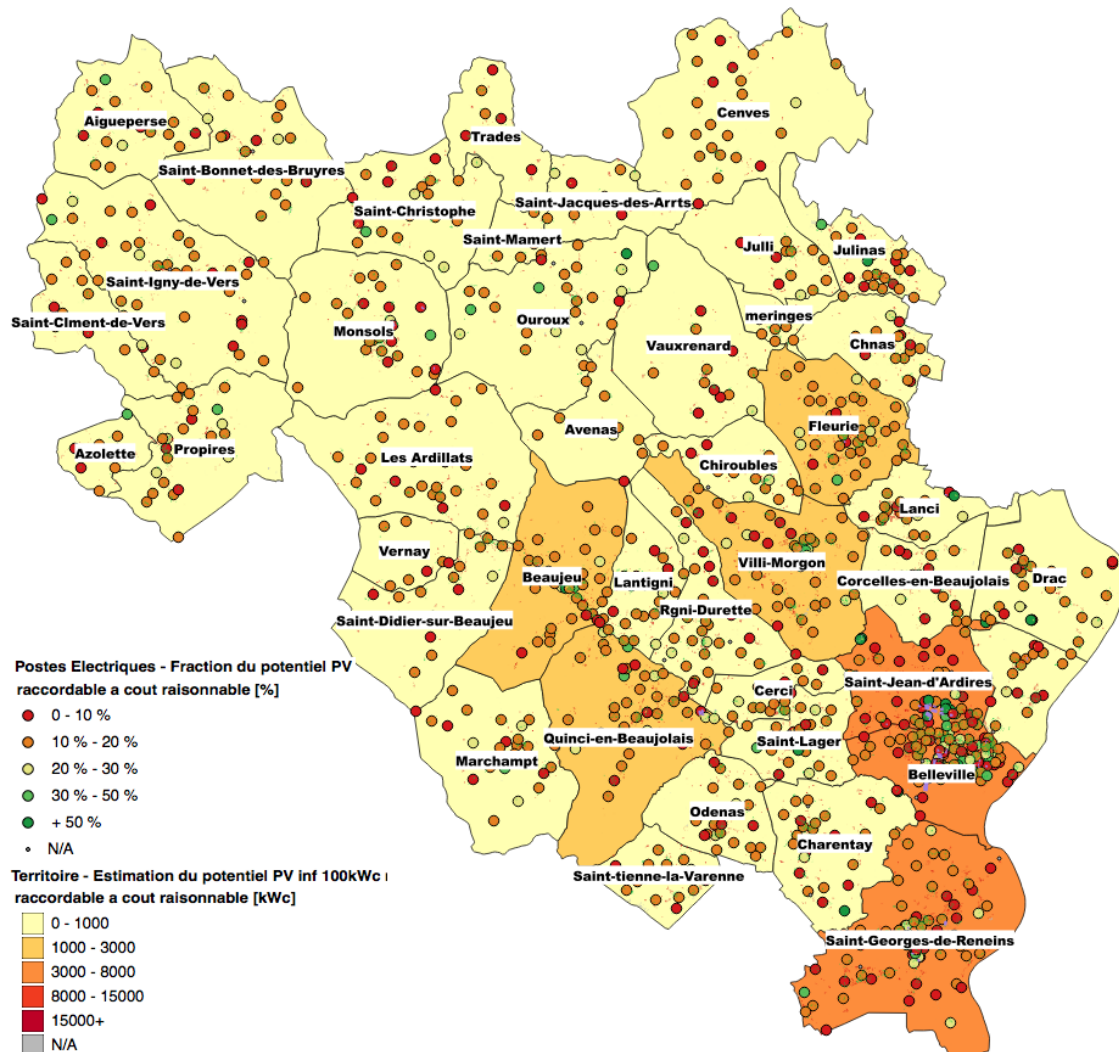 Cenves
Aigueperse
Trades
Saint-Bonnet-des-Bruyres
Saint-Jacques-des-Arrts
Saint-Christophe
Saint-Mamert
Julli
Julinas
Saint-Igny-de-Vers
Saint-Clment-de-Vers
Monsols
Ouroux
meringes
Vauxrenard
Chnas
Avenas
Fleurie
Azolette
Propires
Les Ardillats
Chiroubles
Lanci
Vernay
Beaujeu
Lantigni
Villi-Morgon
Corcelles-en-Beaujolais
Drac
Rgni-Durette
Saint-Didier-sur-Beaujeu
Cerci
Saint-Jean-d'Ardires
Quinci-en-Beaujolais
Saint-Lager
Marchampt
Belleville
Odenas
Charentay
Saint-tienne-la-Varenne
Saint-Georges-de-Reneins
Postes Electriques - Fraction du potentiel PV
raccordable a cout raisonnable [%]
0 - 10 %
10 % - 20 %
20 % - 30 %
30 % - 50 %
+ 50 %
N/A
Territoire - Estimation du potentiel PV inf 100kWc
raccordable a cout raisonnable [kWc]
0 - 1000
1000 - 3000
3000 - 8000
8000 - 15000
15000+
N/A